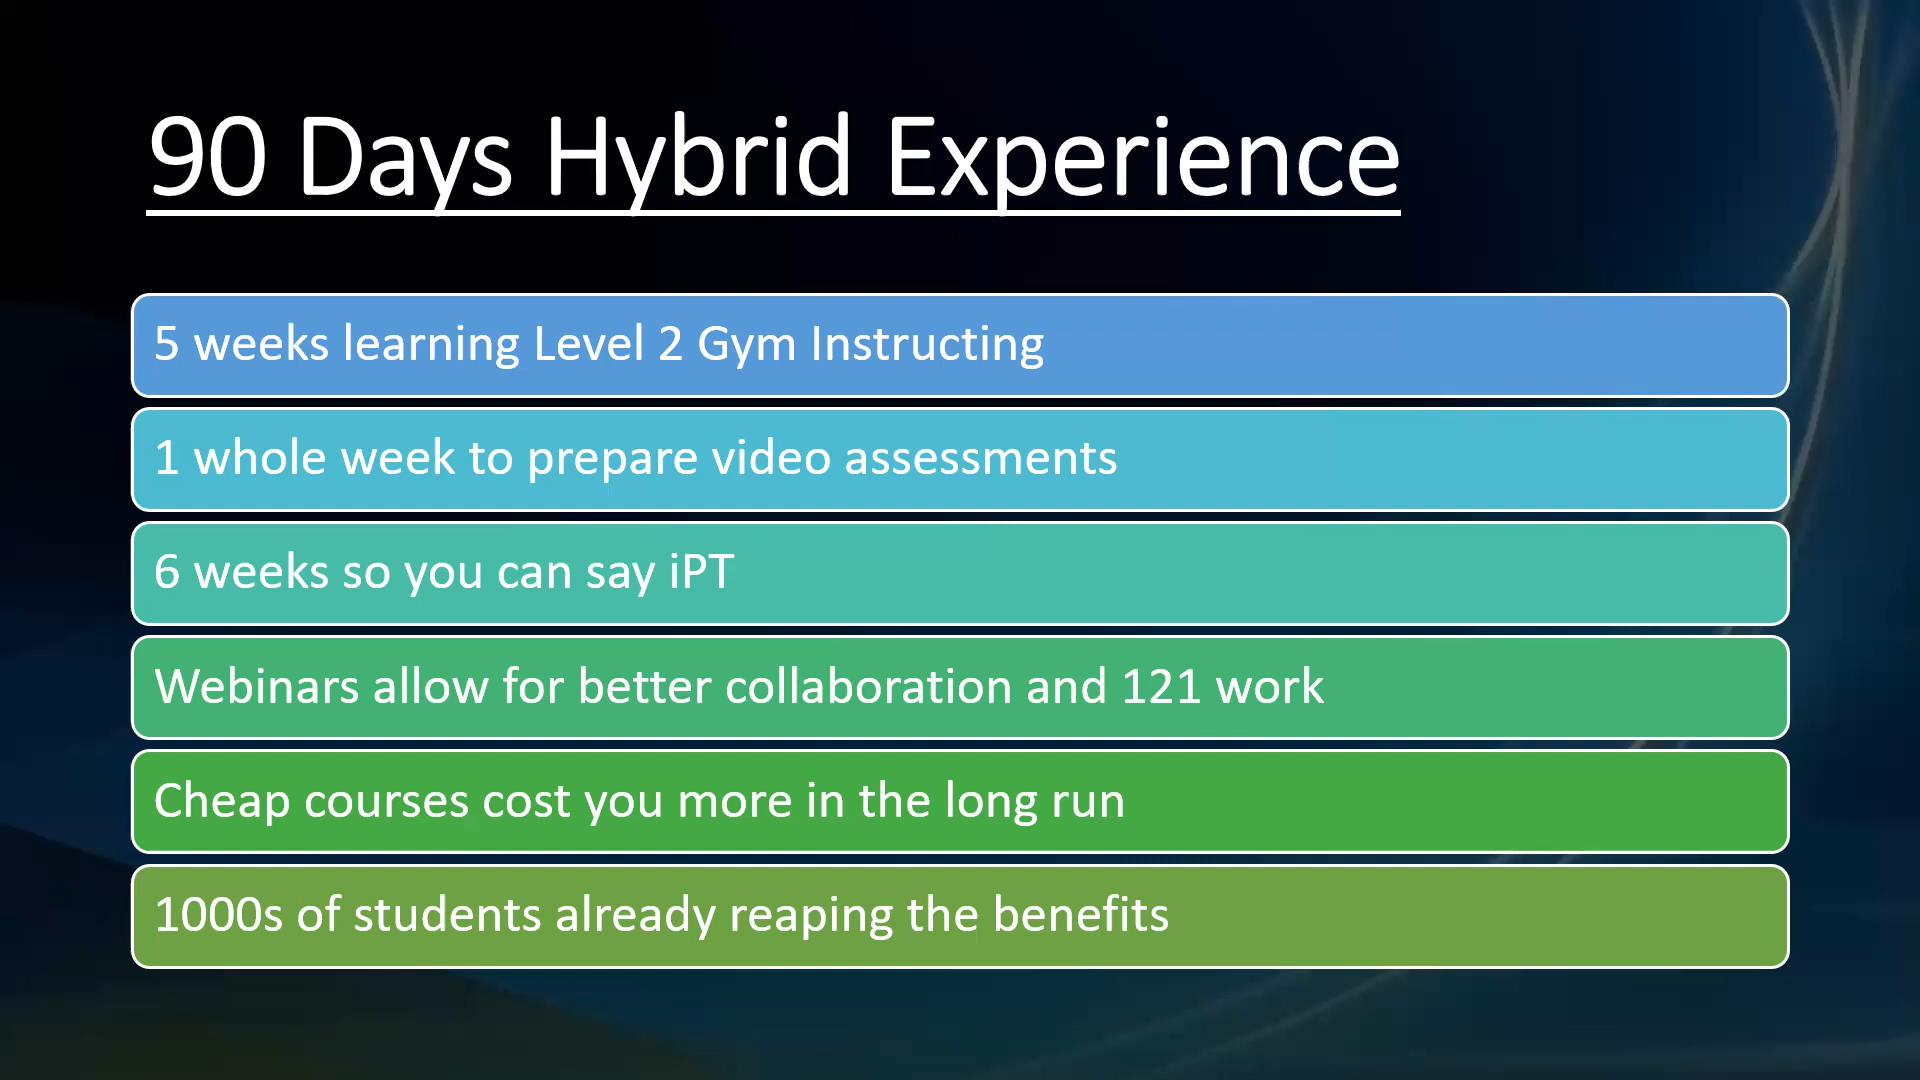 90 Days Hybrid Experience
5 weeks learning Level 2 Gym Instructing
1 whole week to prepare video assessments
6 weeks so you can say iPT
Webinars allow for better collaboration and 121 work
Cheap courses cost you more in the long run
1000s of students already reaping the benefits